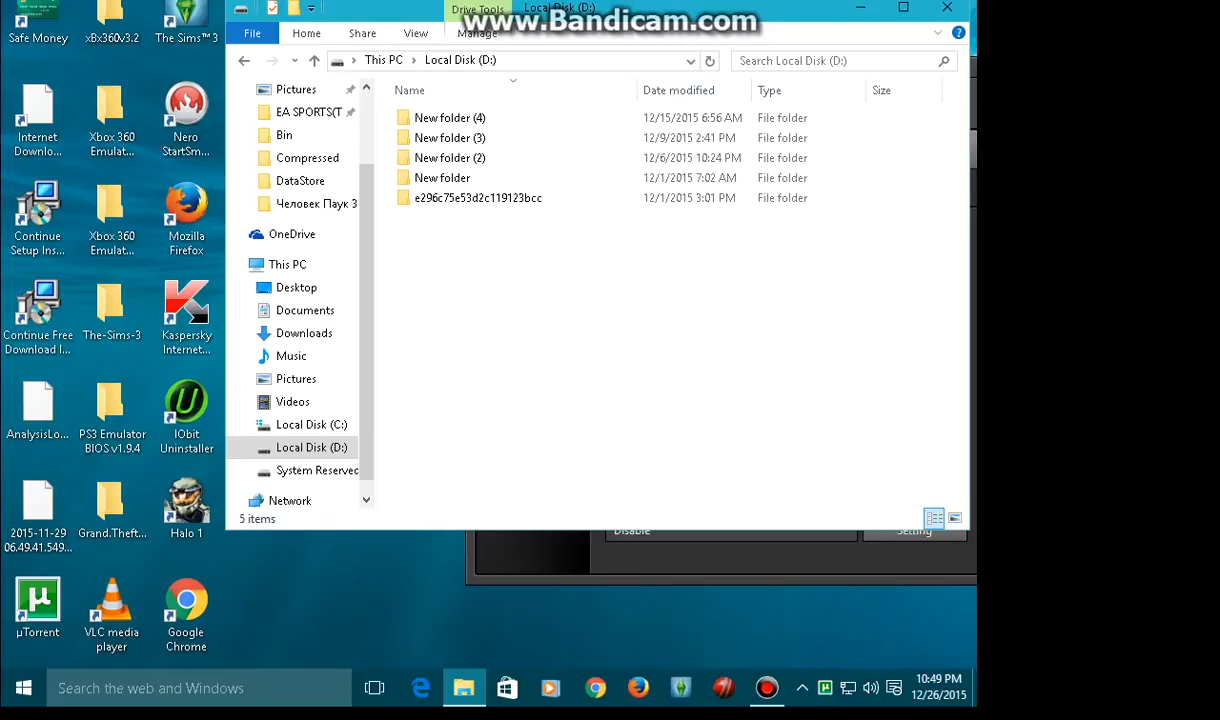 Safe Money
xBx360v3.2
The Sims™ 3
Internet
Downlo...
Xbox 360
Emulat...
Nero
StartSm...
Continue
Setup Ins...
Xbox 360
Emulat...
Mozilla
Firefox
Continue Free
Download I...
The-Sims-3
Kaspersky
Internet...
AnalysisLo...
PS3 Emulator
BIOS v1.9.4
IObit
Uninstaller
2015-11-29
06.49.41.549...
Grand.Theft...
Halo 1
µTorrent
VLC media
player
Google
Chrome
Drive Tools
Local Disk (D:)
www.Bandicam.com
File
Home
Share
View
Manage
This PC
Local Disk (D:)
Search Local Disk (D:)
Pictures
EA SPORTS(T
Bin
Compressed
DataStore
Человек Паук 3
OneDrive
This PC
Desktop
Documents
Downloads
Music
Pictures
Videos
Local Disk (C:)
Local Disk (D:)
System Reserved
Network
Name
Date modified
Type
Size
New folder (4) 12/15/2015 6:56 AM File folder
New folder (3) 12/9/2015 2:41 PM File folder
New folder (2) 12/6/2015 10:24 PM File folder
New folder 12/1/2015 7:02 AM File folder
e296c75e53d2c119123bcc 12/1/2015 3:01 PM File folder
5 items
Disable
Setting
Search the web and Windows
10:49 PM
12/26/2015